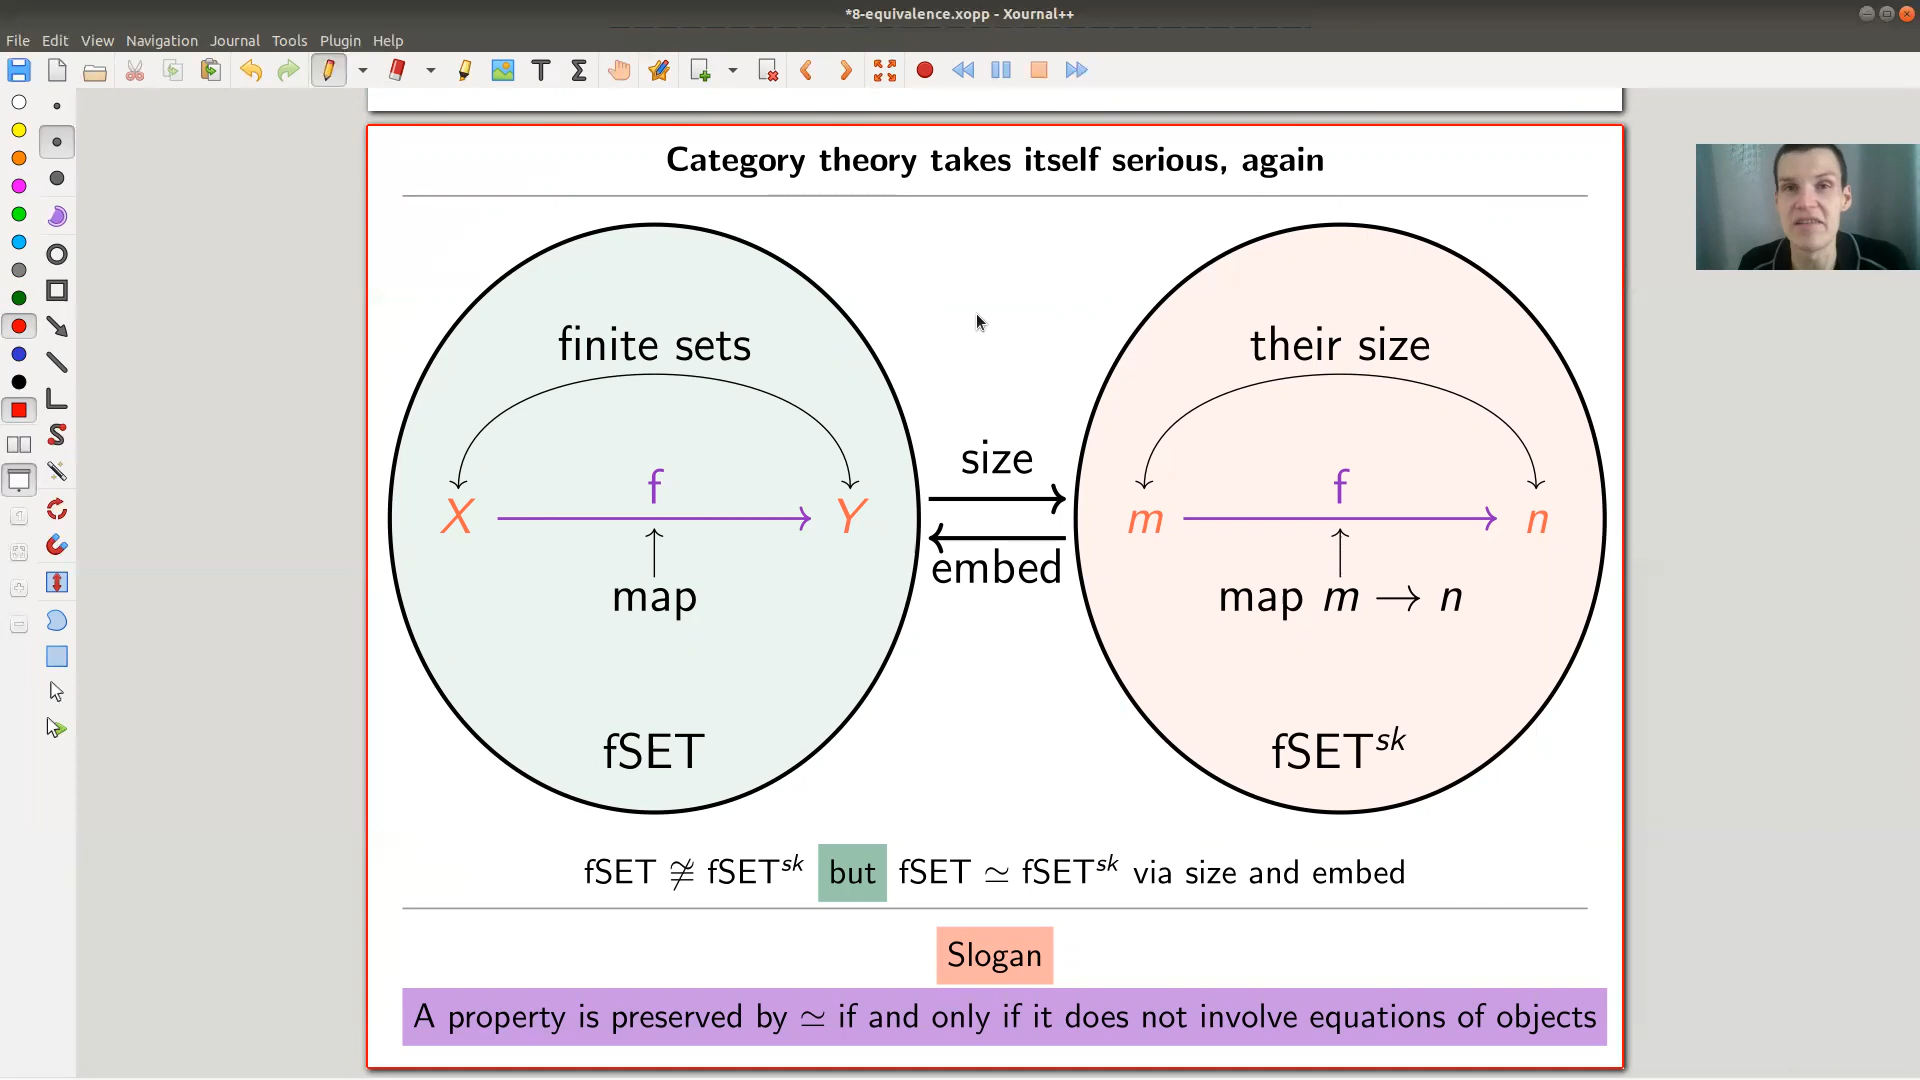 *8-equivalence.xopp - Xournal++
File Edit View Navigation Journal Tools Plugin Help
Category theory takes itself serious, again
finite sets
X f Y
map
fSET
size
embed
their size
m f n
map m → n
fSET^sk
fSET ≇ fSET^sk but fSET ≃ fSET^sk via size and embed
Slogan
A property is preserved by ≃ if and only if it does not involve equations of objects